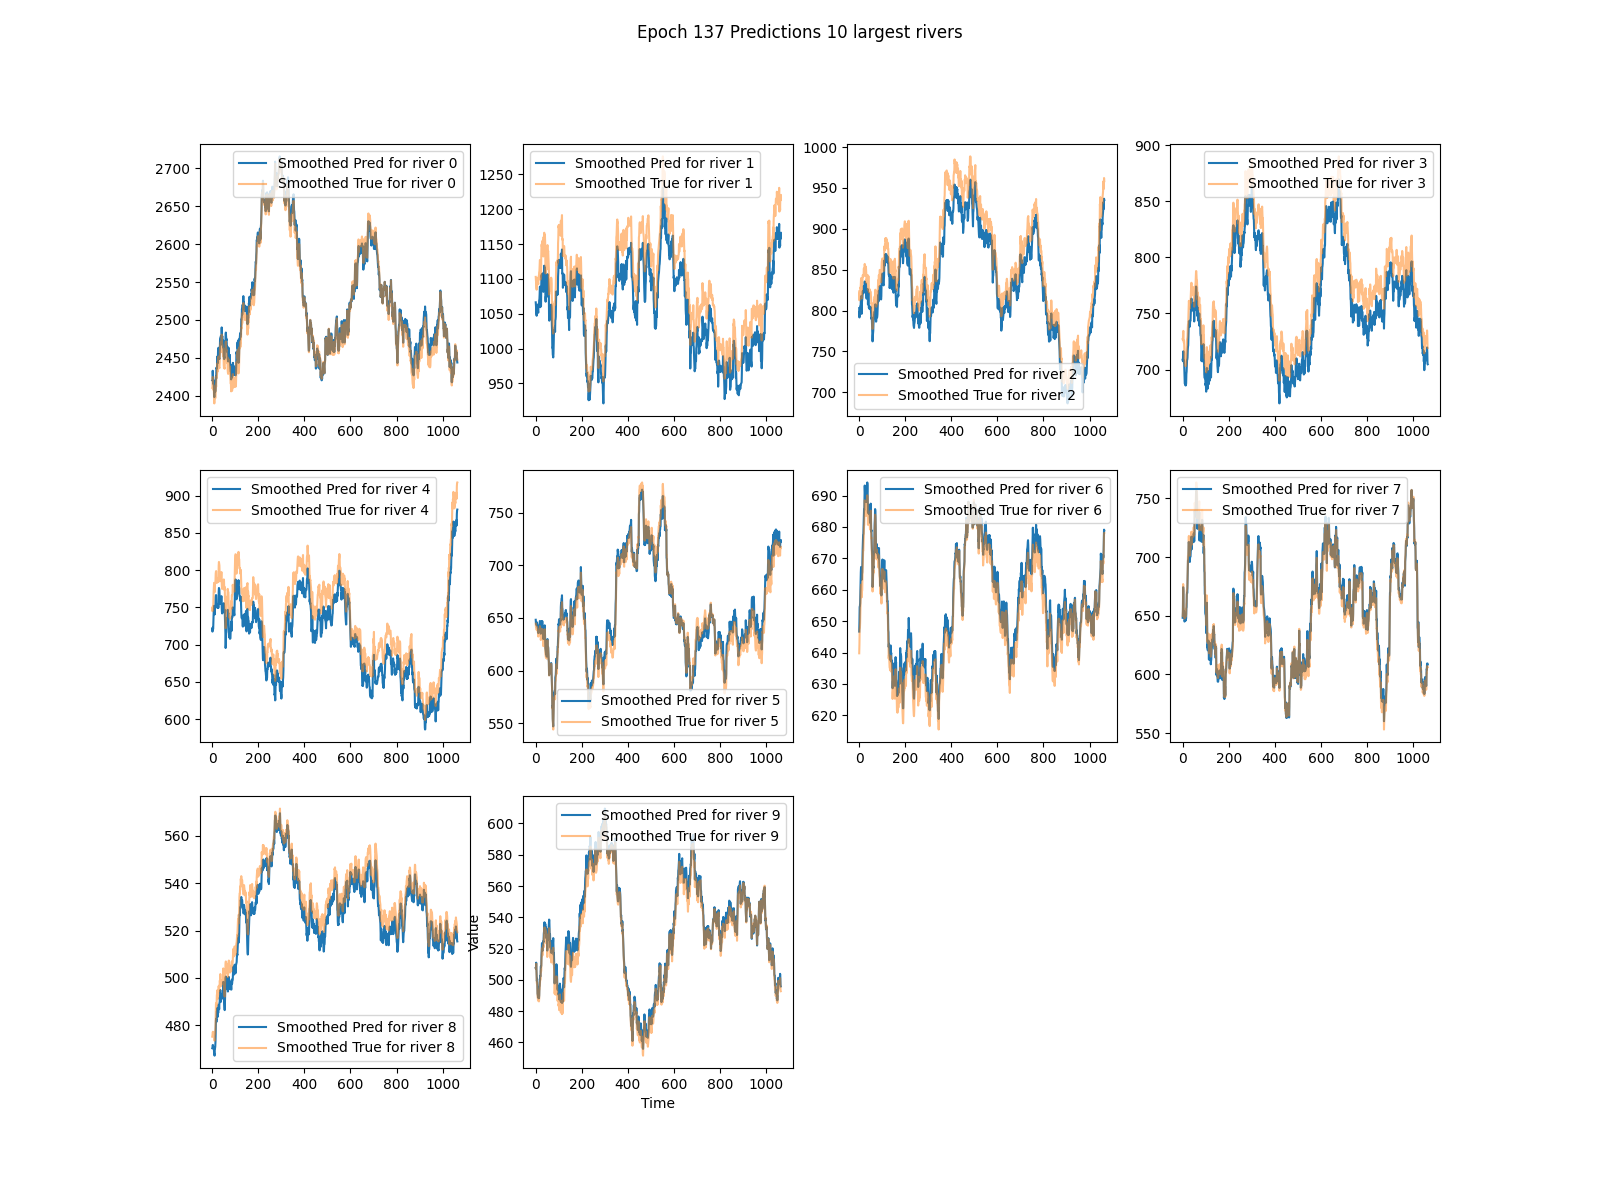 Epoch 137 Predictions 10 largest rivers
Smoothed Pred for river 0
Smoothed True for river 0
2700
2650
2600
2550
2500
2450
2400
0 200 400 600 800 1000
Smoothed Pred for river 1
Smoothed True for river 1
1250
1200
1150
1100
1050
1000
950
0 200 400 600 800 1000
1000
950
900
850
800
750
700
Smoothed Pred for river 2
Smoothed True for river 2
0 200 400 600 800 1000
Smoothed Pred for river 3
Smoothed True for river 3
900
850
800
750
700
0 200 400 600 800 1000
Smoothed Pred for river 4
Smoothed True for river 4
900
850
800
750
700
650
600
0 200 400 600 800 1000
750
700
650
600
550
Smoothed Pred for river 5
Smoothed True for river 5
0 200 400 600 800 1000
Smoothed Pred for river 6
Smoothed True for river 6
690
680
670
660
650
640
630
620
0 200 400 600 800 1000
Smoothed Pred for river 7
Smoothed True for river 7
750
700
650
600
550
0 200 400 600 800 1000
560
540
520
500
480
Smoothed Pred for river 8
Smoothed True for river 8
0 200 400 600 800 1000
Smoothed Pred for river 9
Smoothed True for river 9
600
580
560
540
520
500
480
460
Value
0 200 400 600 800 1000
Time